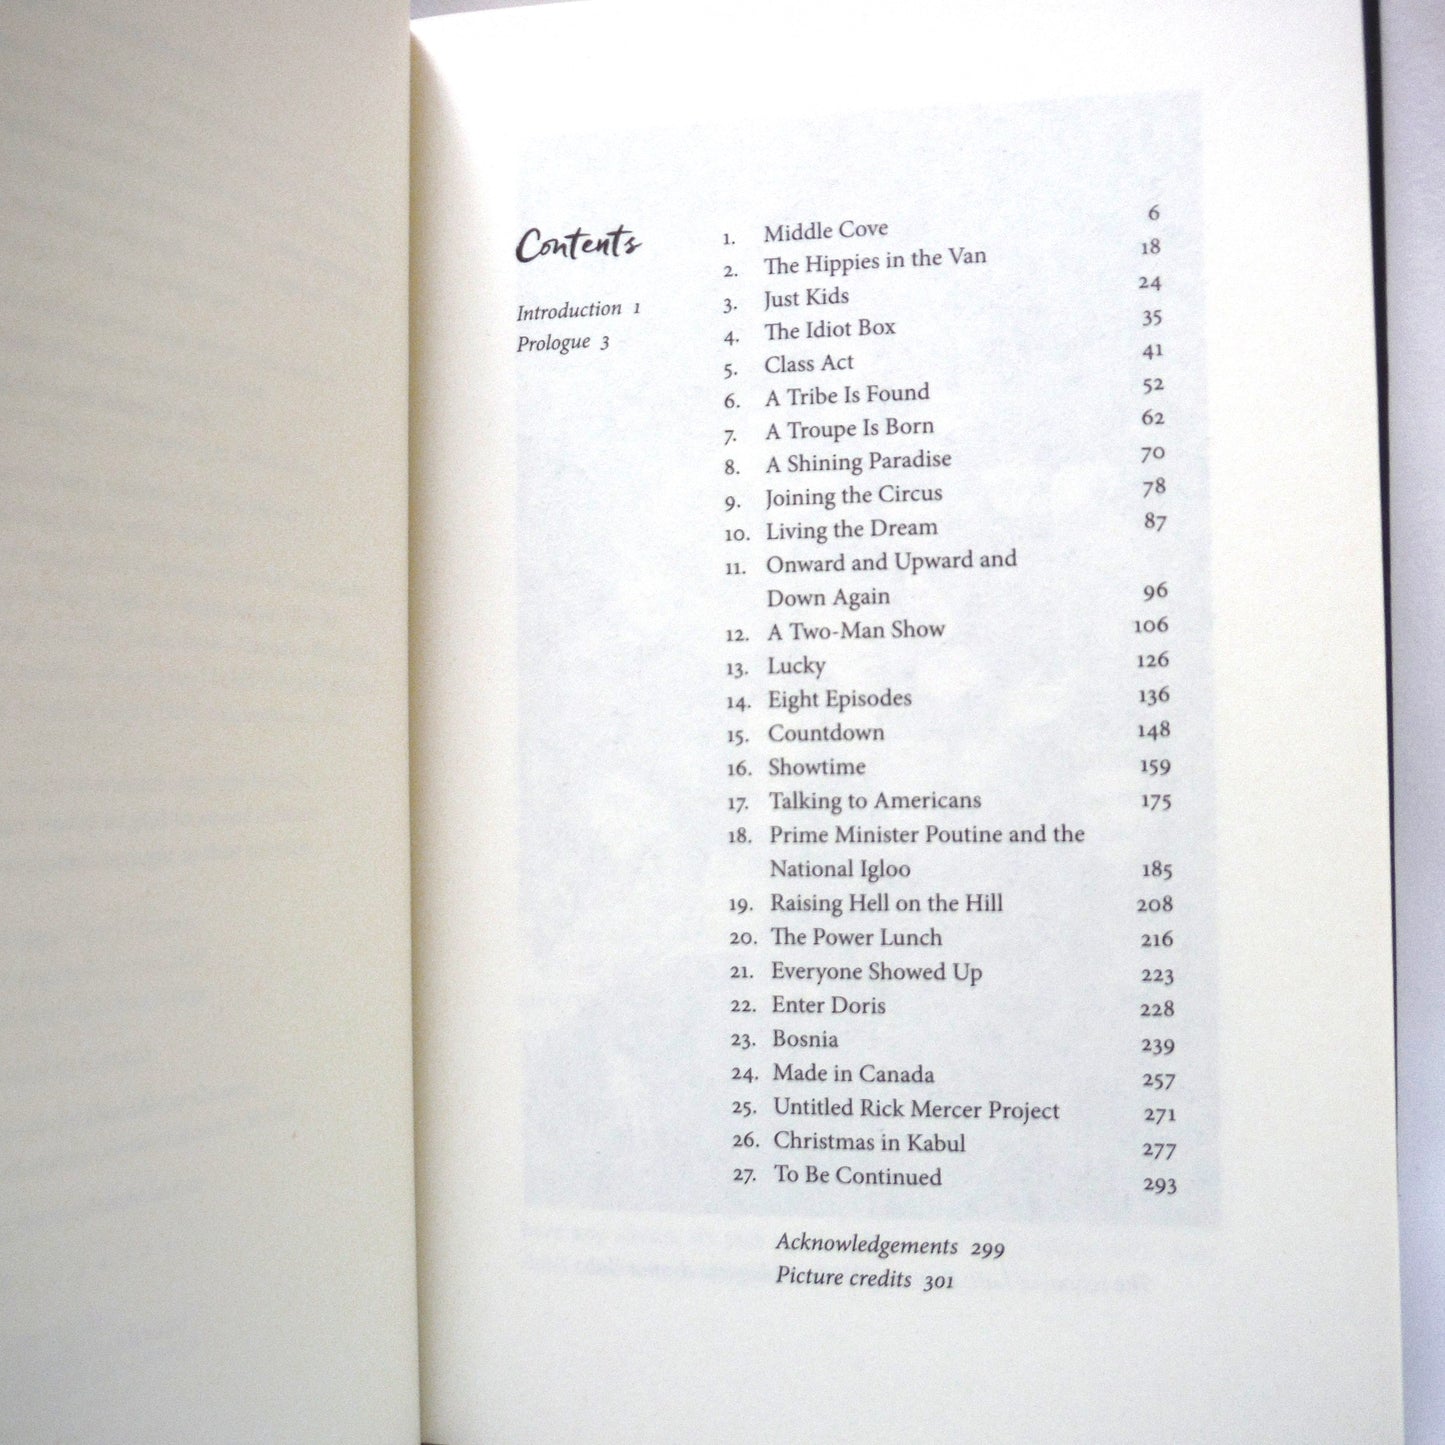 Contents
Introduction 1
Prologue 3
1. Middle Cove 6
2. The Hippies in the Van 18
3. Just Kids 24
4. The Idiot Box 35
5. Class Act 41
6. A Tribe Is Found 52
7. A Troupe Is Born 62
8. A Shining Paradise 70
9. Joining the Circus 78
10. Living the Dream 87
11. Onward and Upward and
Down Again 96
12. A Two-Man Show 106
13. Lucky 126
14. Eight Episodes 136
15. Countdown 148
16. Showtime 159
17. Talking to Americans 175
18. Prime Minister Poutine and the
National Igloo 185
19. Raising Hell on the Hill 208
20. The Power Lunch 216
21. Everyone Showed Up 223
22. Enter Doris 228
23. Bosnia 239
24. Made in Canada 257
25. Untitled Rick Mercer Project 271
26. Christmas in Kabul 277
27. To Be Continued 293
Acknowledgements 299
Picture credits 301